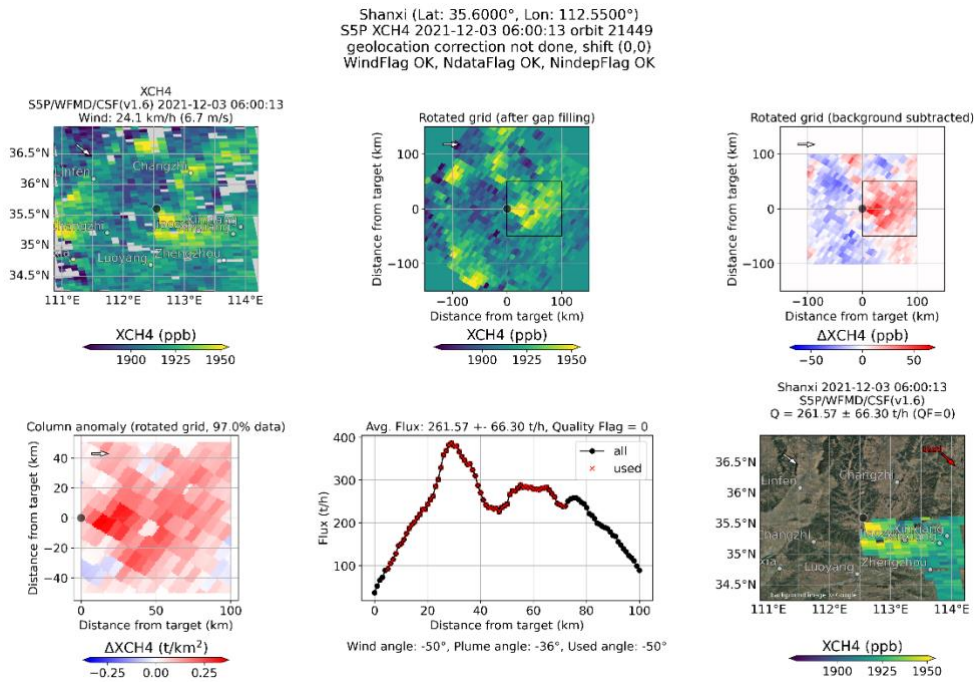 Shanxi (Lat: 35.6000°, Lon: 112.5500°)
S5P XCH4 2021-12-03 06:00:13 orbit 21449
geolocation correction not done, shift (0,0)
WindFlag OK, NdataFlag OK, NindepFlag OK
XCH4
S5P/WFMD/CSF(v1.6) 2021-12-03 06:00:13
Wind: 24.1 km/h (6.7 m/s)
36.5°N
36°N
35.5°N
35°N
34.5°N
Linfen
Changzhi
Luoyang
Zhengzhou
111°E 112°E 113°E 114°E
XCH4 (ppb)
1900 1925 1950
Rotated grid (after gap filling)
Distance from target (km)
100
0
−100
−100 0 100
Distance from target (km)
XCH4 (ppb)
1900 1925 1950
Rotated grid (background subtracted)
Distance from target (km)
100
0
−100
−100 0 100
Distance from target (km)
ΔXCH4 (ppb)
−50 0 50
Column anomaly (rotated grid, 97.0% data)
Distance from target (km)
40
20
0
−20
−40
0 50 100
Distance from target (km)
ΔXCH4 (t/km²)
−0.25 0.00 0.25
Avg. Flux: 261.57 +- 66.30 t/h, Quality Flag = 0
all
used
Flux (t/h)
400
300
200
100
0 20 40 60 80 100
Distance from target (km)
Wind angle: -50°, Plume angle: -36°, Used angle: -50°
Shanxi 2021-12-03 06:00:13
S5P/WFMD/CSF(v1.6)
Q = 261.57 ± 66.30 t/h (QF=0)
36.5°N
36°N
35.5°N
35°N
34.5°N
Linfen
Changzhi
Luoyang
Zhengzhou
111°E 112°E 113°E 114°E
XCH4 (ppb)
1900 1925 1950